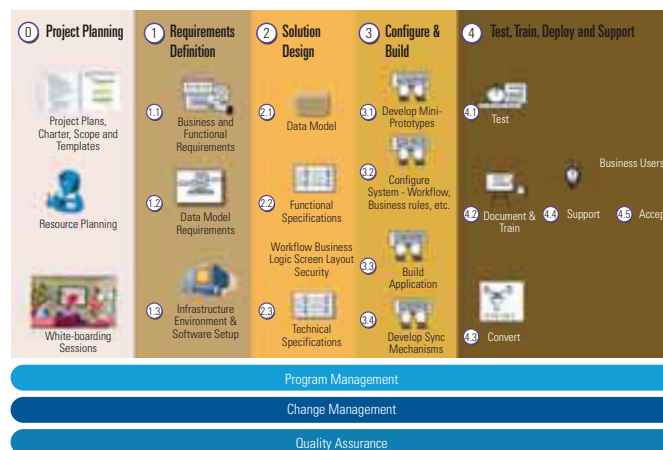 0 Project Planning
Project Plans,
Charter, Scope and
Templates
Resource Planning
White-boarding
Sessions
1 Requirements
Definition
1.1
Business and
Functional
Requirements
1.2
Data Model
Requirements
1.3
Infrastructure
Environment &
Software Setup
2 Solution
Design
2.1
Data Model
2.2
Functional
Specifications
Workflow Business
Logic Screen Layout
Security
2.3
Technical
Specifications
3 Configure &
Build
3.1 Develop Mini-
Prototypes
3.2
Configure
System - Workflow,
Business rules, etc.
3.3
Build
Application
3.4
Develop Sync
Mechanisms
4 Test, Train, Deploy and Support
4.1 Test
Business Users
4.2 Document &
Train
4.4 Support
4.5 Accep
4.3 Convert
Program Management
Change Management
Quality Assurance